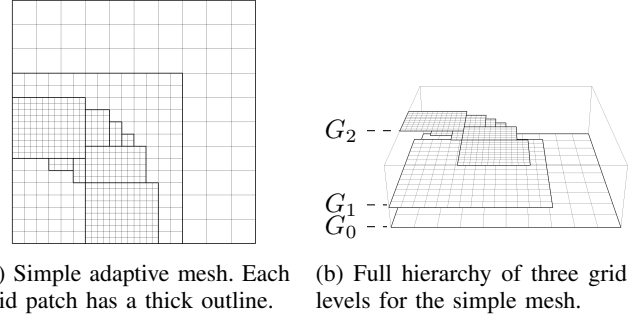 G2
G1
G0
) Simple adaptive mesh. Each
id patch has a thick outline.
(b) Full hierarchy of three grid
levels for the simple mesh.